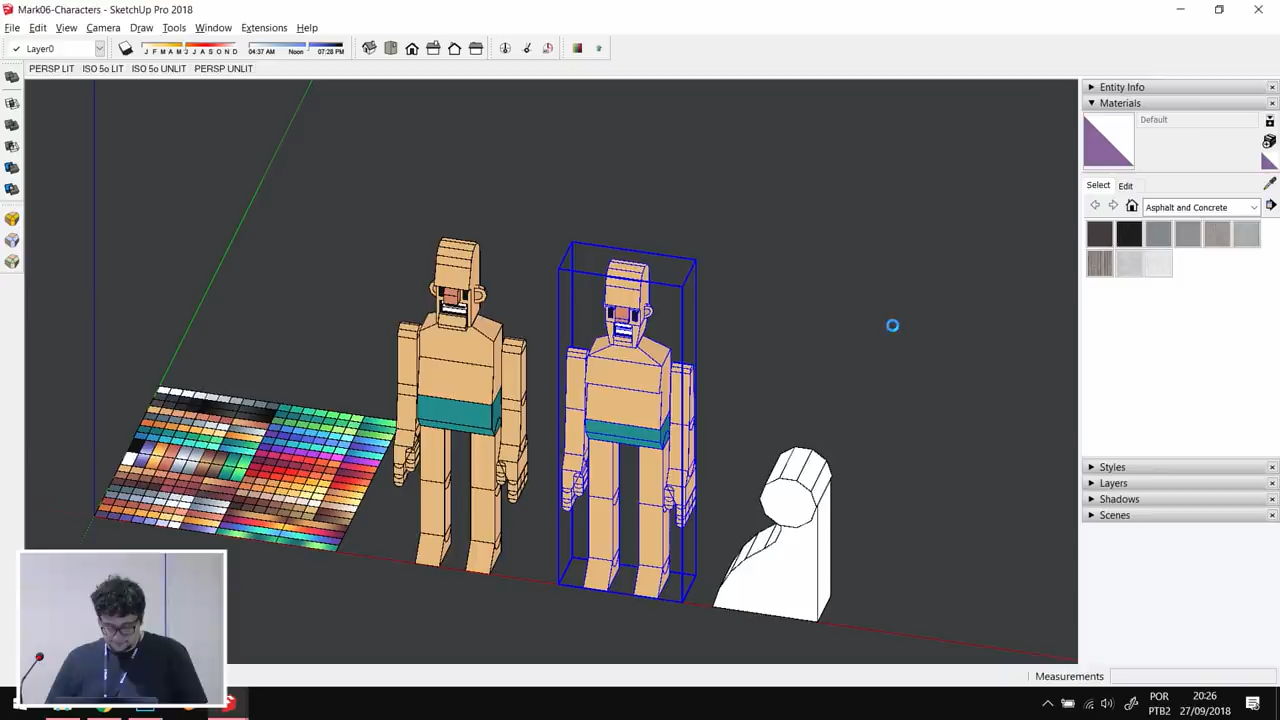 Mark06-Characters - SketchUp Pro 2018
File Edit View Camera Draw Tools Window Extensions Help
Layer0
J F M A M J J A S O N D
04:37 AM Noon 07:28 PM
PERSP LIT ISO 5o LIT ISO 5o UNLIT PERSP UNLIT
Entity Info
Materials
Default
Select Edit
Asphalt and Concrete
Styles
Layers
Shadows
Scenes
Measurements
POR
PTB2
20:26
27/09/2018